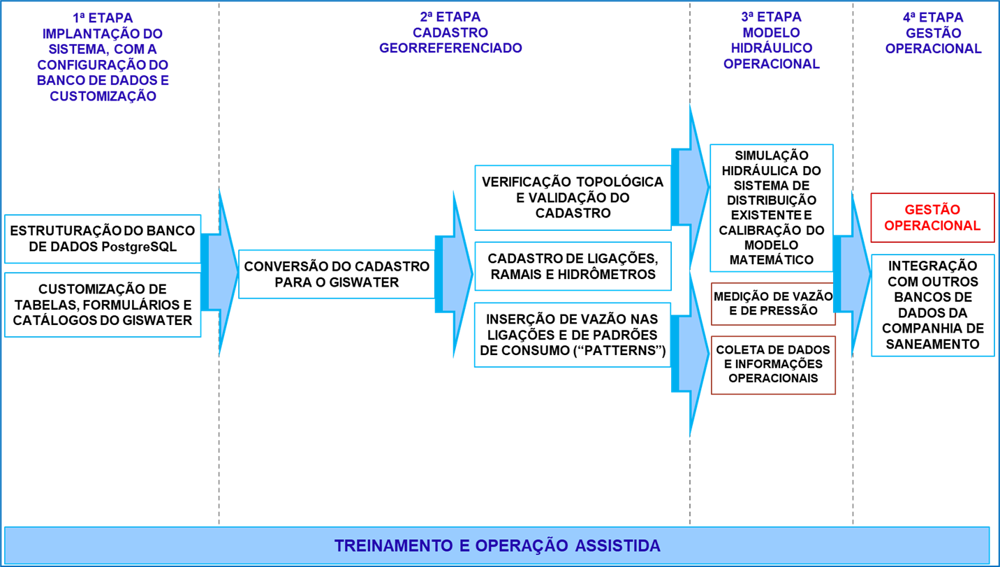 1ª ETAPA
IMPLANTAÇÃO DO
SISTEMA, COM A
CONFIGURAÇÃO DO
BANCO DE DADOS E
CUSTOMIZAÇÃO
2ª ETAPA
CADASTRO
GEORREFERENCIADO
3ª ETAPA
MODELO
HIDRÁULICO
OPERACIONAL
4ª ETAPA
GESTÃO
OPERACIONAL
ESTRUTURAÇÃO DO BANCO
DE DADOS PostgreSQL
CUSTOMIZAÇÃO DE
TABELAS, FORMULÁRIOS E
CATÁLOGOS DO GISWATER
CONVERSÃO DO CADASTRO
PARA O GISWATER
VERIFICAÇÃO TOPOLÓGICA
E VALIDAÇÃO DO
CADASTRO
CADASTRO DE LIGAÇÕES,
RAMAIS E HIDRÔMETROS
INSERÇÃO DE VAZÃO NAS
LIGAÇÕES E DE PADRÕES
DE CONSUMO (“PATTERNS”)
SIMULAÇÃO
HIDRÁULICA DO
SISTEMA DE
DISTRIBUIÇÃO
EXISTENTE E
CALIBRAÇÃO DO
MODELO
MATEMÁTICO
MEDIÇÃO DE VAZÃO
E DE PRESSÃO
COLETA DE DADOS
E INFORMAÇÕES
OPERACIONAIS
GESTÃO
OPERACIONAL
INTEGRAÇÃO
COM OUTROS
BANCOS DE
DADOS DA
COMPANHIA DE
SANEAMENTO
TREINAMENTO E OPERAÇÃO ASSISTIDA